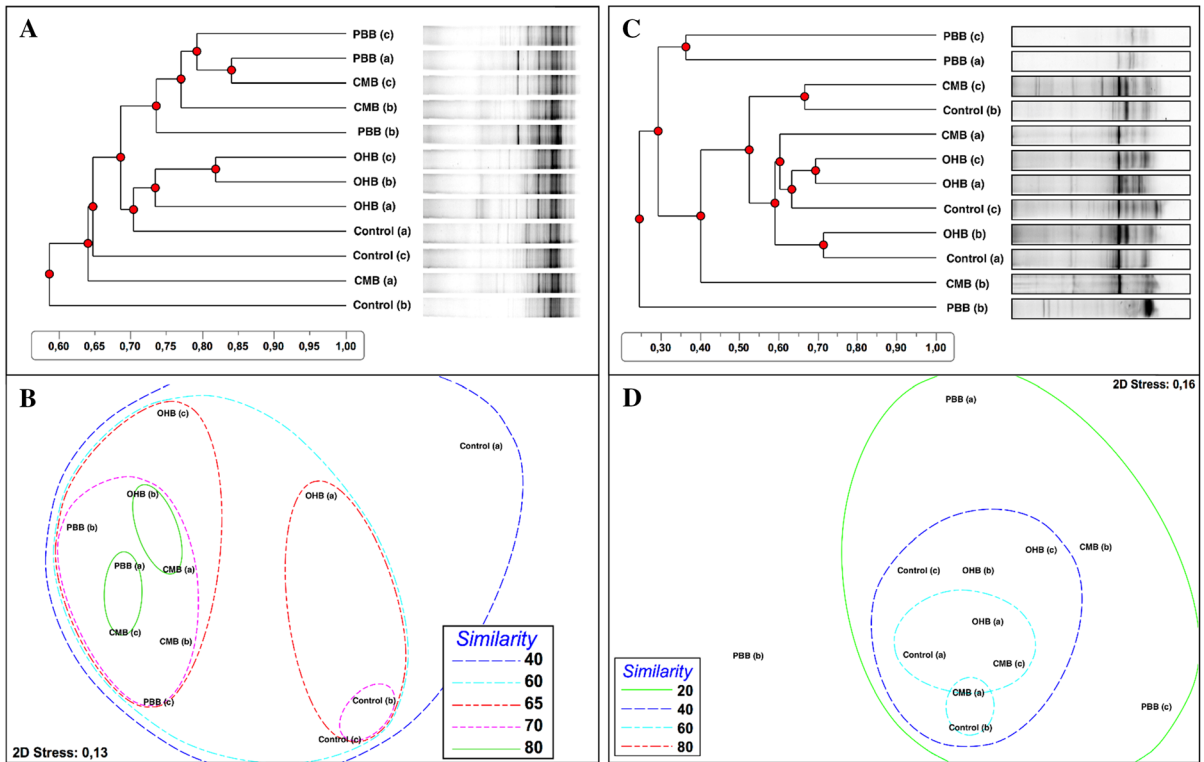 A
PBB (c)
PBB (a)
CMB (c)
CMB (b)
PBB (b)
OHB (c)
OHB (b)
OHB (a)
Control (a)
Control (c)
CMB (a)
Control (b)
0,60 0,65 0,70 0,75 0,80 0,85 0,90 0,95 1,00
C
PBB (c)
PBB (a)
CMB (c)
Control (b)
CMB (a)
OHB (c)
OHB (a)
Control (c)
OHB (b)
Control (a)
CMB (b)
PBB (b)
0,30 0,40 0,50 0,60 0,70 0,80 0,90 1,00
B
OHB (c)
Control (a)
OHB (b)
OHB (a)
PBB (b)
PBB (a)
CMB (a)
CMB (c)
CMB (b)
PBB (c)
Control (b)
Control (c)
2D Stress: 0,13
Similarity
40
60
65
70
80
D
2D Stress: 0,16
PBB (a)
OHB (c)
CMB (b)
Control (c)
OHB (b)
OHB (a)
Control (a)
PBB (b)
CMB (c)
CMB (a)
PBB (c)
Control (b)
Similarity
20
40
60
80